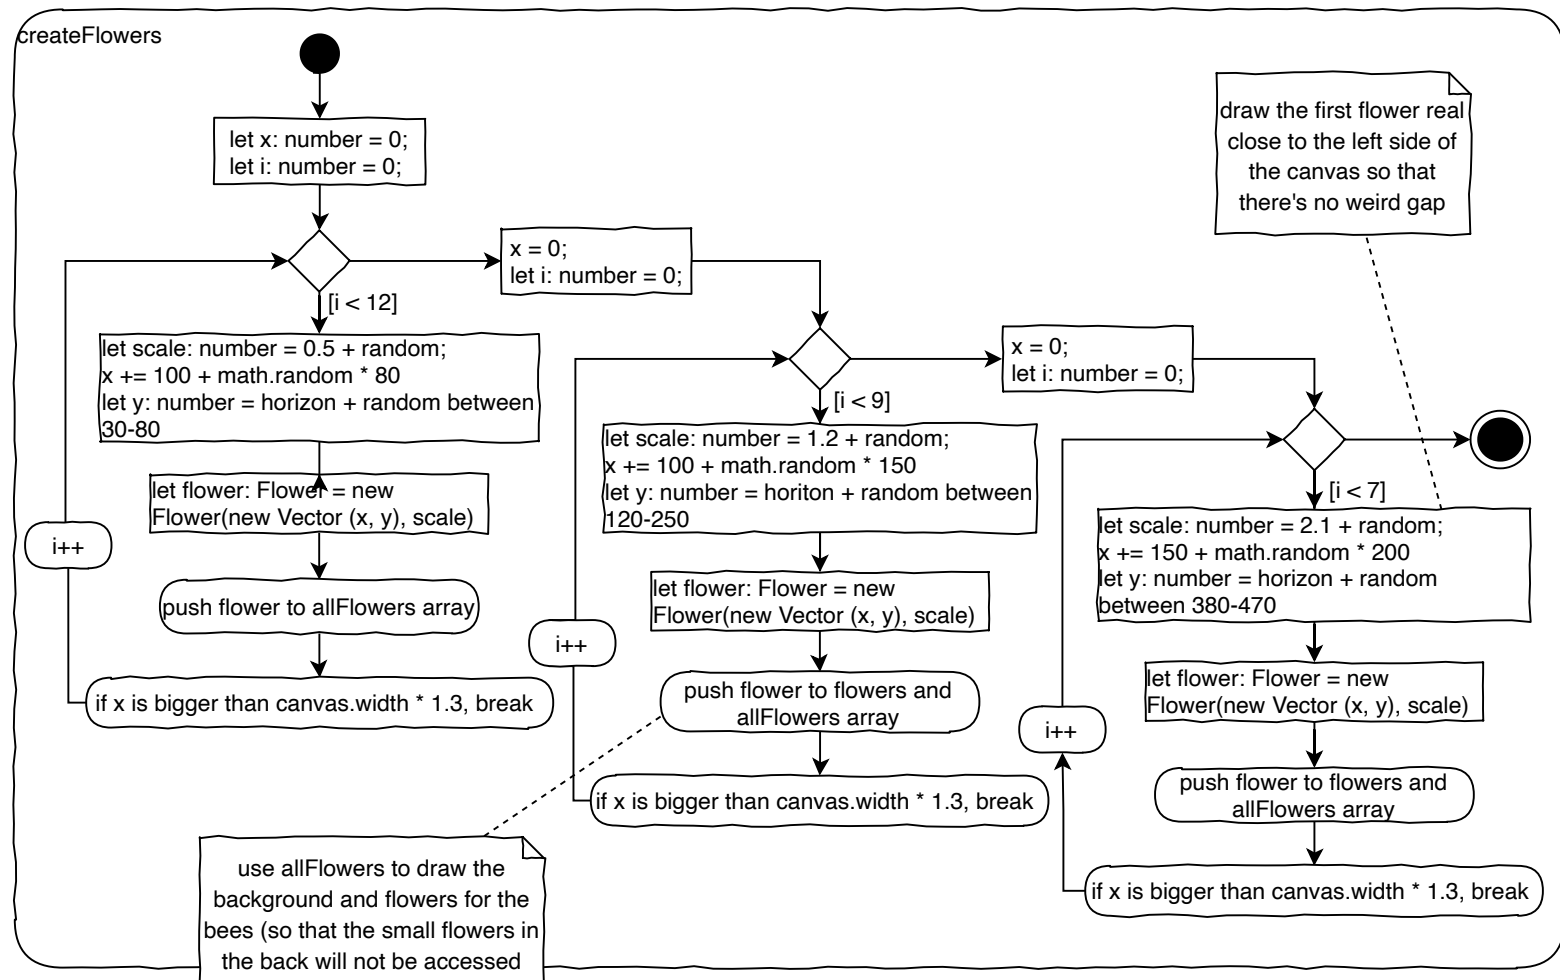 createFlowers
let x: number = 0;
let i: number = 0;
[i < 12]
let scale: number = 0.5 + random;
x += 100 + math.random * 80
let y: number = horizon + random between
30-80
let flower: Flower = new
Flower(new Vector (x, y), scale)
i++
push flower to allFlowers array
if x is bigger than canvas.width * 1.3, break
x = 0;
let i: number = 0;
[i < 9]
let scale: number = 1.2 + random;
x += 100 + math.random * 150
let y: number = horiton + random between
120-250
let flower: Flower = new
Flower(new Vector (x, y), scale)
i++
push flower to flowers and
allFlowers array
if x is bigger than canvas.width * 1.3, break
use allFlowers to draw the
background and flowers for the
bees (so that the small flowers in
the back will not be accessed
x = 0;
let i: number = 0;
draw the first flower real
close to the left side of
the canvas so that
there's no weird gap
[i < 7]
let scale: number = 2.1 + random;
x += 150 + math.random * 200
let y: number = horizon + random
between 380-470
let flower: Flower = new
Flower(new Vector (x, y), scale)
i++
push flower to flowers and
allFlowers array
if x is bigger than canvas.width * 1.3, break